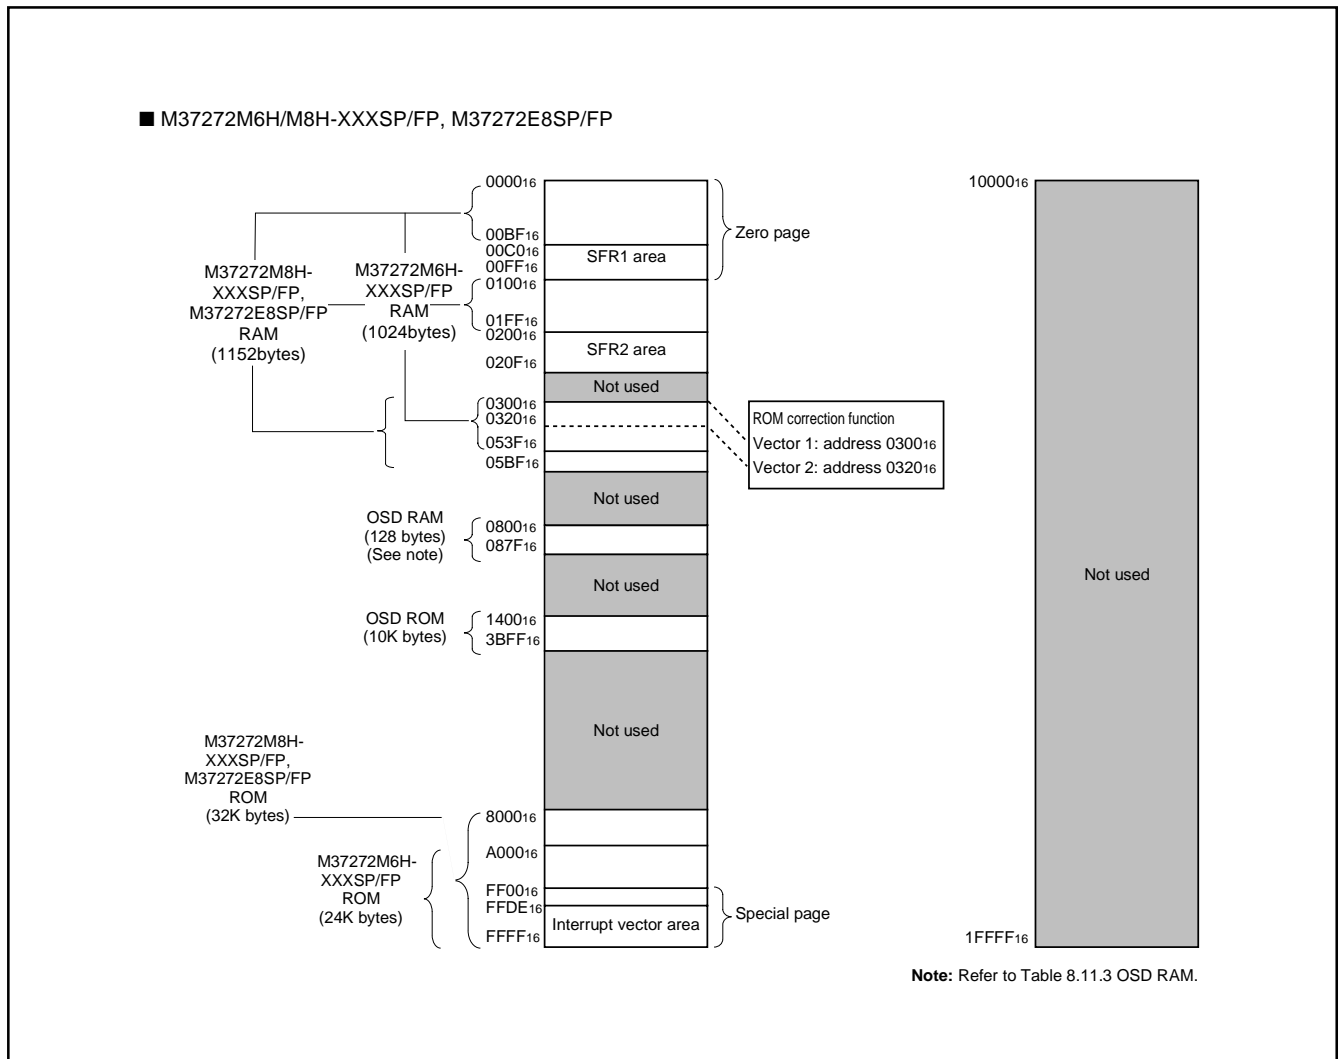 ■ M37272M6H/M8H-XXXSP/FP, M37272E8SP/FP
0000₁₆
00BF₁₆
00C0₁₆
00FF₁₆
0100₁₆
01FF₁₆
0200₁₆
020F₁₆
0300₁₆
0320₁₆
053F₁₆
05BF₁₆
0800₁₆
087F₁₆
1400₁₆
3BFF₁₆
8000₁₆
A000₁₆
FF00₁₆
FFDE₁₆
FFFF₁₆
M37272M8H-
XXXSP/FP,
M37272E8SP/FP
RAM
(1152bytes)
M37272M6H-
XXXSP/FP
RAM
(1024bytes)
OSD RAM
(128 bytes)
(See note)
OSD ROM
(10K bytes)
M37272M8H-
XXXSP/FP,
M37272E8SP/FP
ROM
(32K bytes)
M37272M6H-
XXXSP/FP
ROM
(24K bytes)
SFR1 area
SFR2 area
Not used
Not used
Not used
Not used
Interrupt vector area
Zero page
ROM correction function
Vector 1: address 0300₁₆
Vector 2: address 0320₁₆
Special page
10000₁₆
Not used
1FFFF₁₆
Note: Refer to Table 8.11.3 OSD RAM.